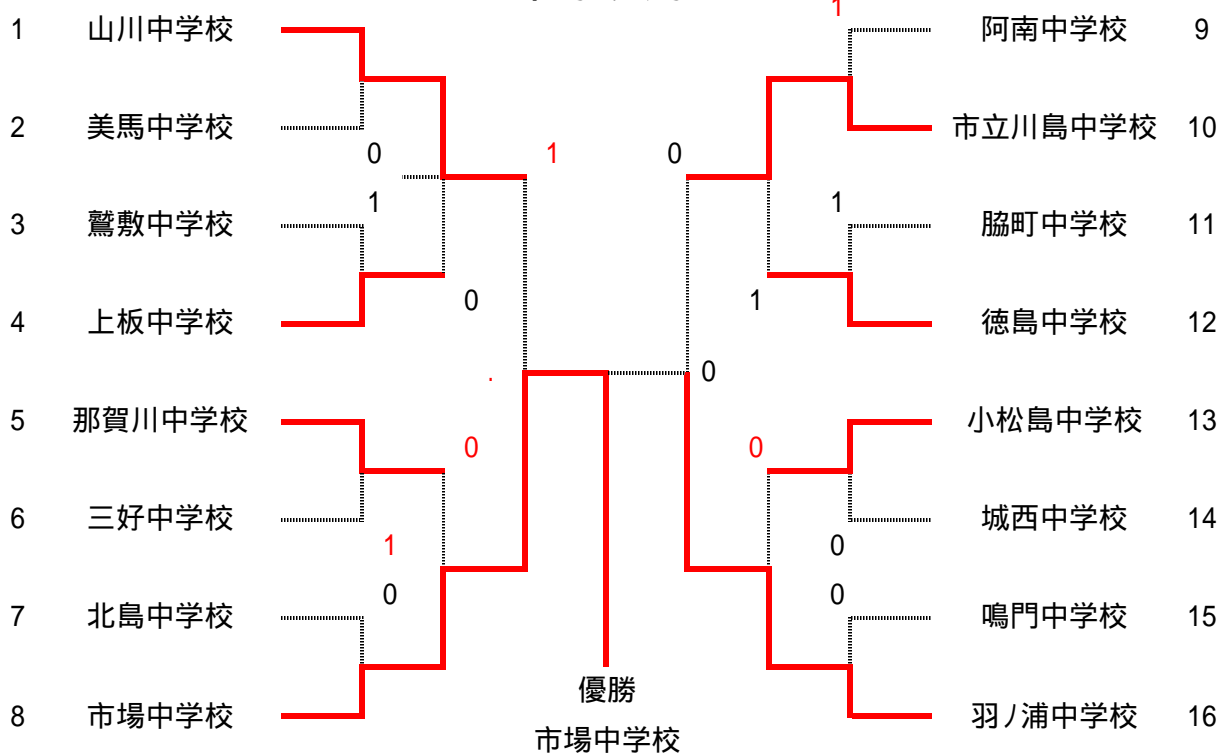 1
1 山川中学校 阿南中学校 9
2 美馬中学校 市立川島中学校 10
0 1 0
1 1
3 鷲敷中学校 脇町中学校 11
0 1
4 上板中学校 徳島中学校 12
. 0
5 那賀川中学校 小松島中学校 13
0 0
6 三好中学校 城西中学校 14
1 0
0 0
7 北島中学校 鳴門中学校 15
優勝
8 市場中学校 羽ノ浦中学校 16
市場中学校